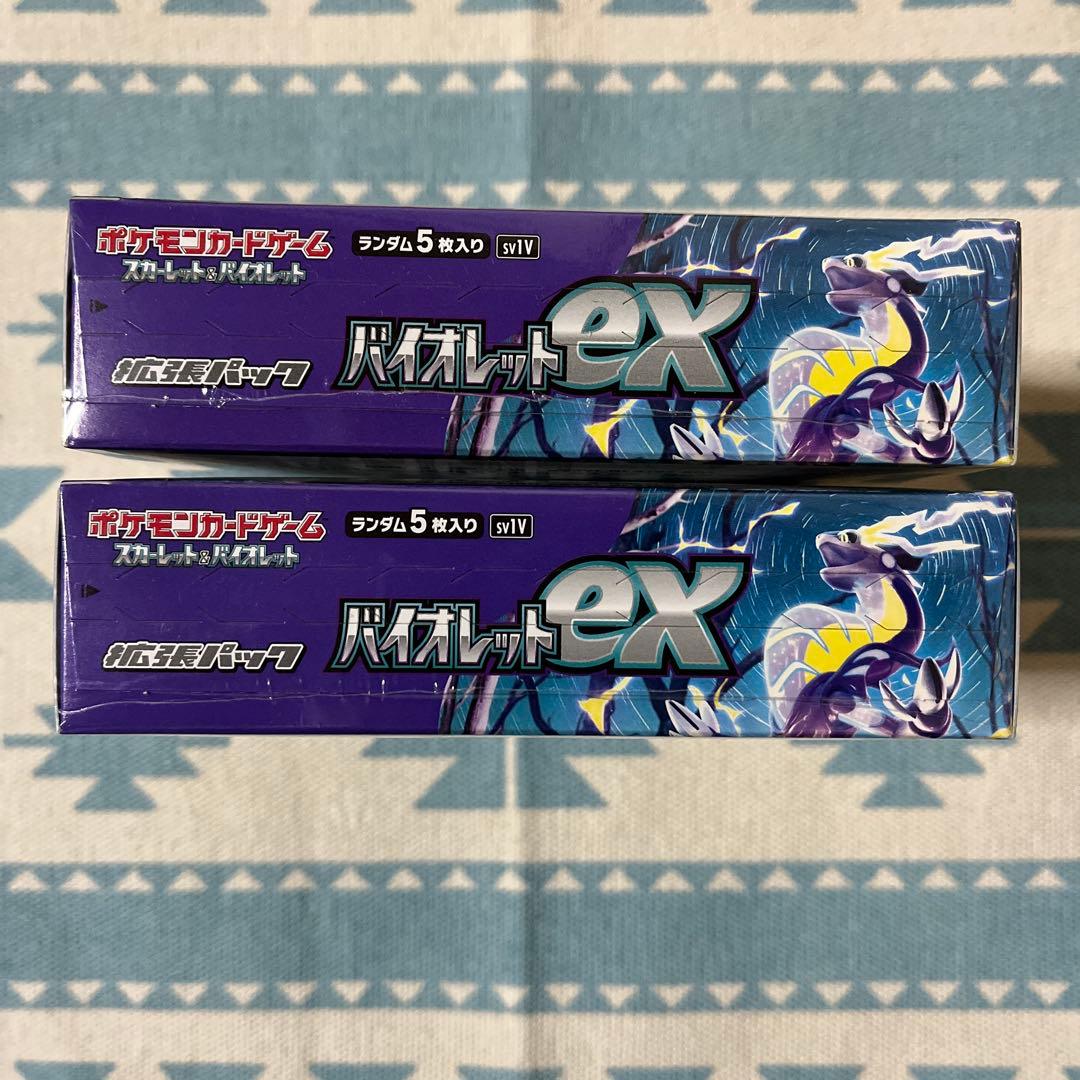 ポケモンカードゲーム
スカーレット&バイオレット
ランダム5枚入り SV1V
拡張パック
バイオレットex
ポケモンカードゲーム
スカーレット&バイオレット
ランダム5枚入り SV1V
拡張パック
バイオレットex